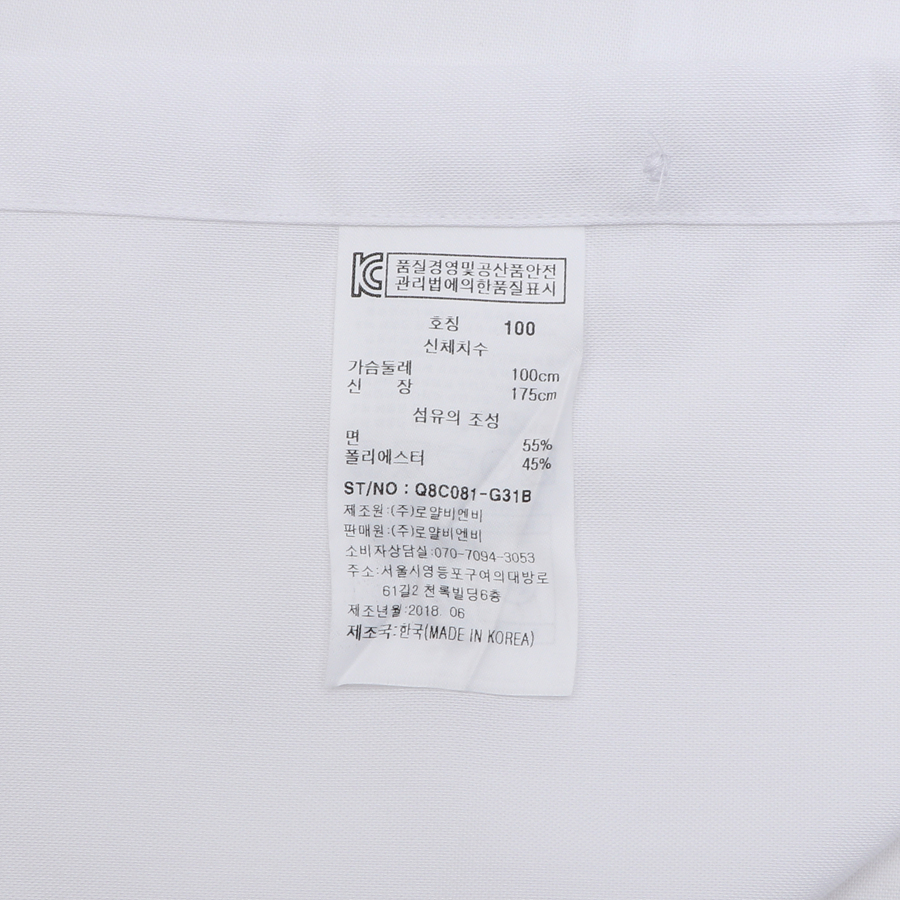 KC 품질경영및공산품안전
관리법에의한품질표시
호칭 100
신체치수
가슴둘레 100cm
신 장 175cm
섬유의 조성
면 55%
폴리에스터 45%
ST/NO : Q8C081-G31B
제조원:(주)로얄비엔비
판매원:(주)로얄비엔비
소비자상담실:070-7094-3053
주소:서울시영등포구여의대방로
61길2 천록빌딩6층
제조년월:2018. 06
제조국:한국(MADE IN KOREA)